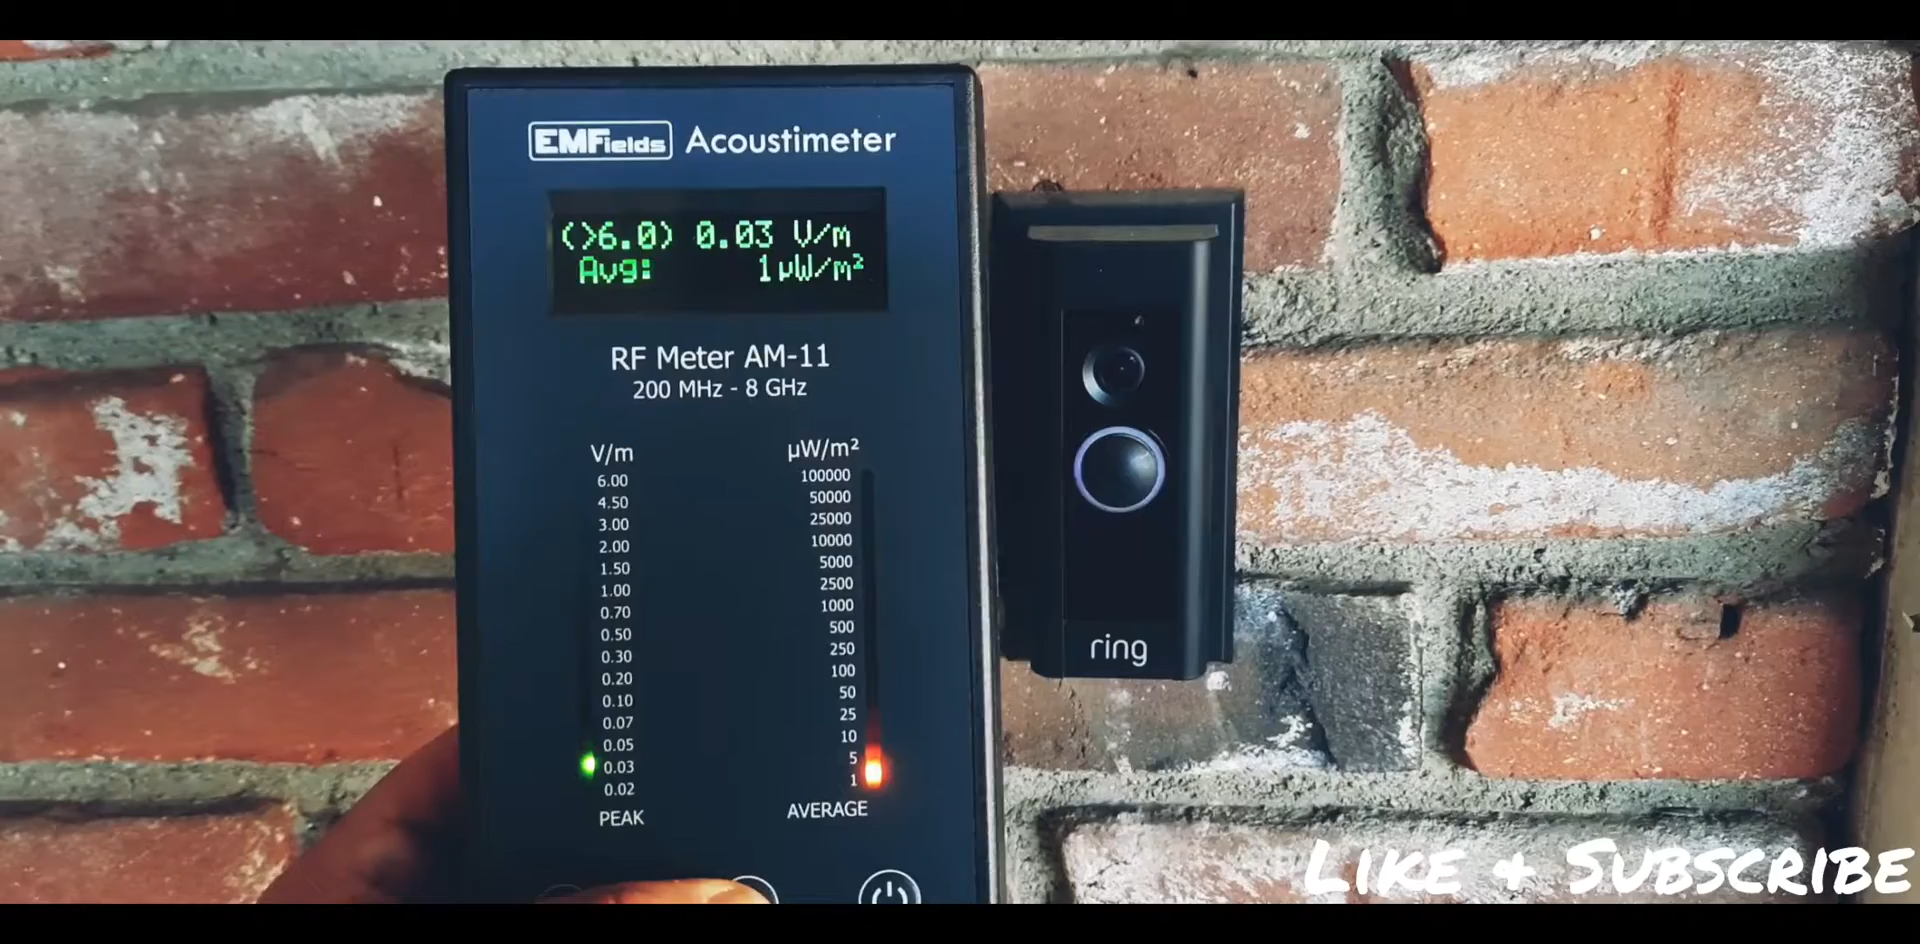 EMFields Acoustimeter
(>6.0) 0.03 V/m
Avg: 1µW/m²
RF Meter AM-11
200 MHz - 8 GHz
V/m µW/m²
6.00 100000
4.50 50000
3.00 25000
2.00 10000
1.50 5000
1.00 2500
0.70 1000
0.50 500
0.30 250
0.20 100
0.10 50
0.07 25
0.05 10
0.03 5
0.02 1
PEAK AVERAGE
ring
LIKE & SUBSCRIBE